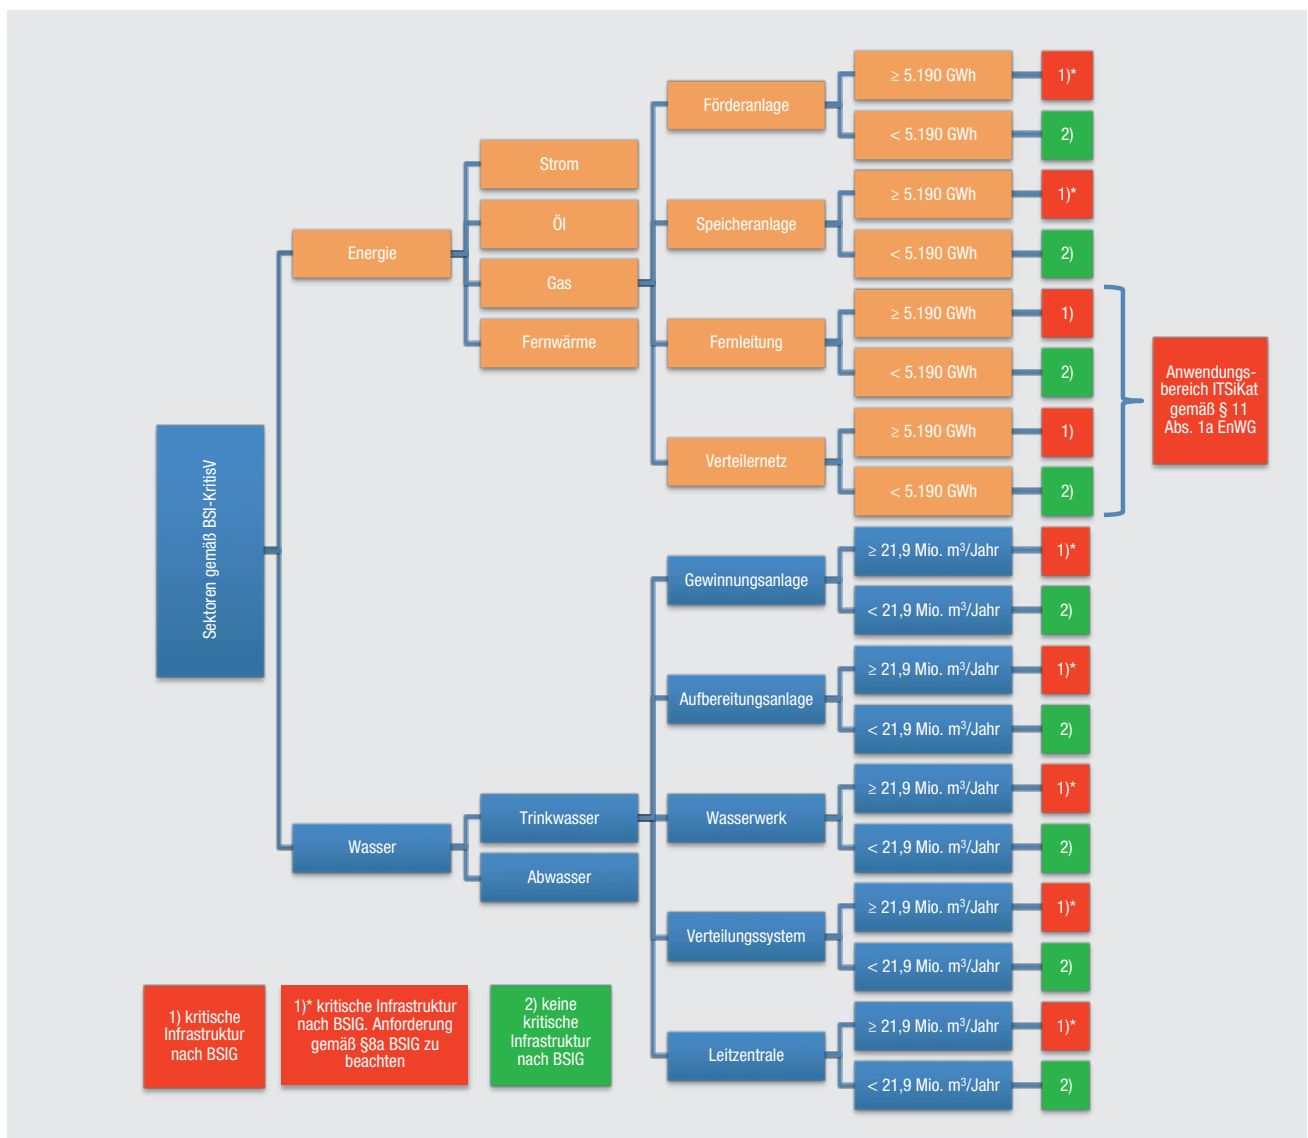 Sektoren gemäß BSI-KritisV
Energie
Strom
Öl
Gas
Fernwärme
Förderanlage
≥ 5.190 GWh
1)*
< 5.190 GWh
2)
Speicheranlage
≥ 5.190 GWh
1)*
< 5.190 GWh
2)
Fernleitung
≥ 5.190 GWh
1)
< 5.190 GWh
2)
Verteilernetz
≥ 5.190 GWh
1)
< 5.190 GWh
2)
Anwendungs-
bereich ITSiKat
gemäß § 11
Abs. 1a EnWG
Wasser
Trinkwasser
Abwasser
Gewinnungsanlage
≥ 21,9 Mio. m³/Jahr
1)*
< 21,9 Mio. m³/Jahr
2)
Aufbereitungsanlage
≥ 21,9 Mio. m³/Jahr
1)*
< 21,9 Mio. m³/Jahr
2)
Wasserwerk
≥ 21,9 Mio. m³/Jahr
1)*
< 21,9 Mio. m³/Jahr
2)
Verteilungssystem
≥ 21,9 Mio. m³/Jahr
1)*
< 21,9 Mio. m³/Jahr
2)
Leitzentrale
≥ 21,9 Mio. m³/Jahr
1)*
< 21,9 Mio. m³/Jahr
2)
1) kritische
Infrastruktur
nach BSIG
1)* kritische Infrastruktur
nach BSIG. Anforderung
gemäß §8a BSIG zu
beachten
2) keine
kritische
Infrastruktur
nach BSIG